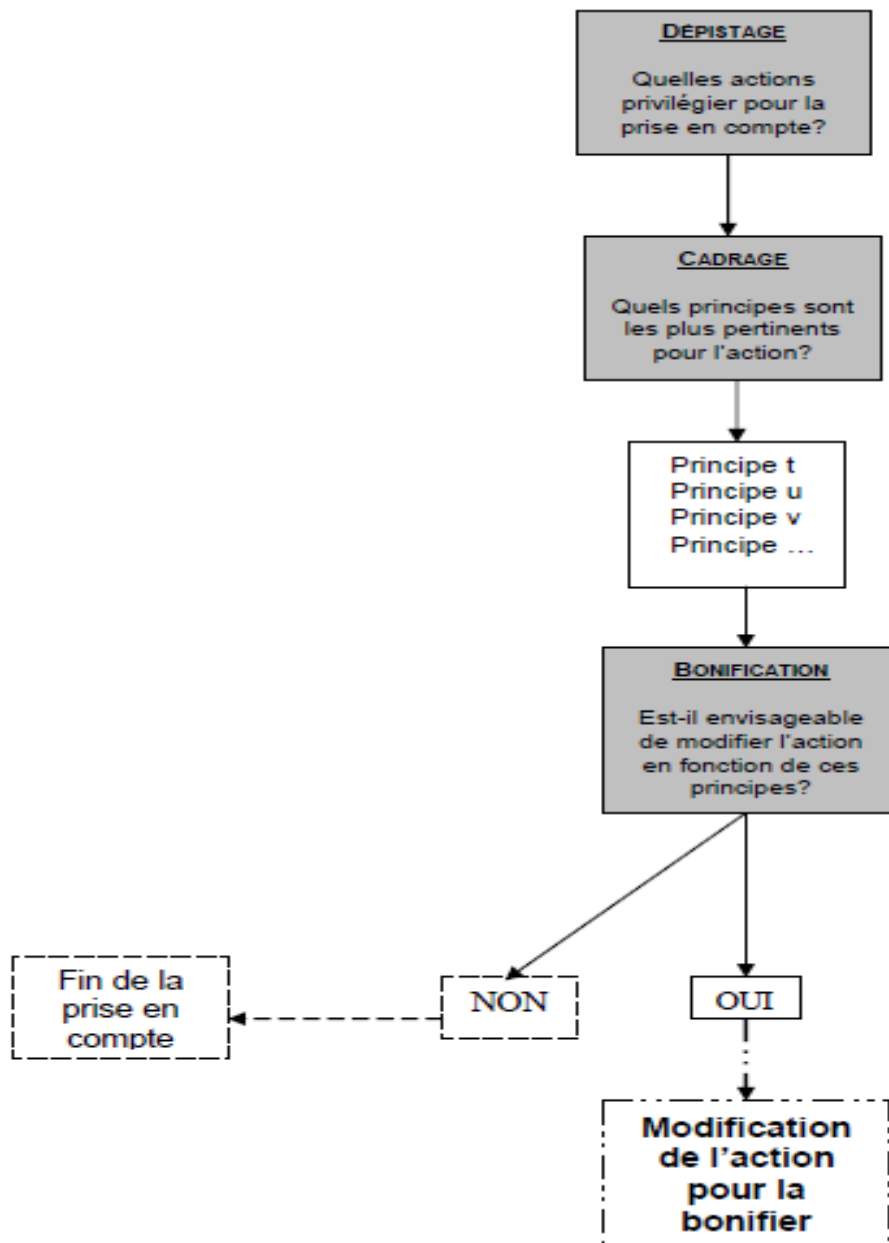 DÉPISTAGE
Quelles actions
privilégier pour la
prise en compte?
CADRAGE
Quels principes sont
les plus pertinents
pour l'action?
Principe t
Principe u
Principe v
Principe ...
BONIFICATION
Est-il envisageable
de modifier l'action
en fonction de ces
principes?
Fin de la
prise en
compte
NON
OUI
Modification
de l'action
pour la
bonifier